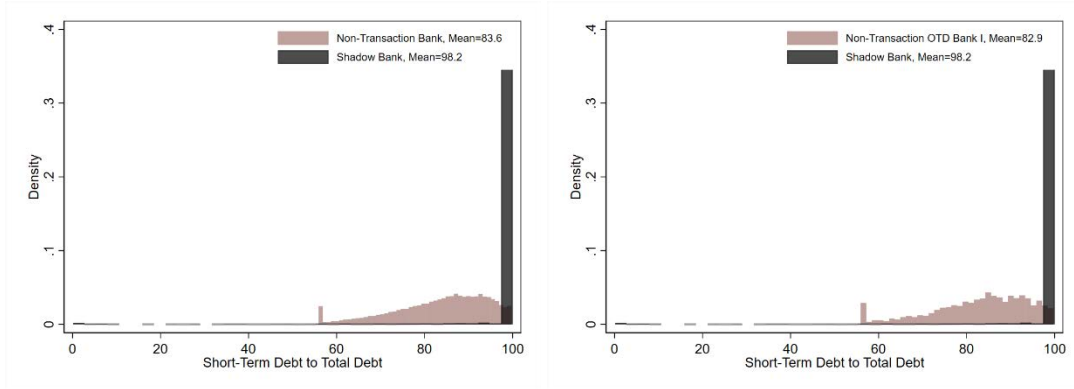 .4
.3
.2
.1
0
Density
Non-Transaction Bank, Mean=83.6
Shadow Bank, Mean=98.2
0 20 40 60 80 100
Short-Term Debt to Total Debt
.4
.3
.2
.1
0
Density
Non-Transaction OTD Bank I, Mean=82.9
Shadow Bank, Mean=98.2
0 20 40 60 80 100
Short-Term Debt to Total Debt